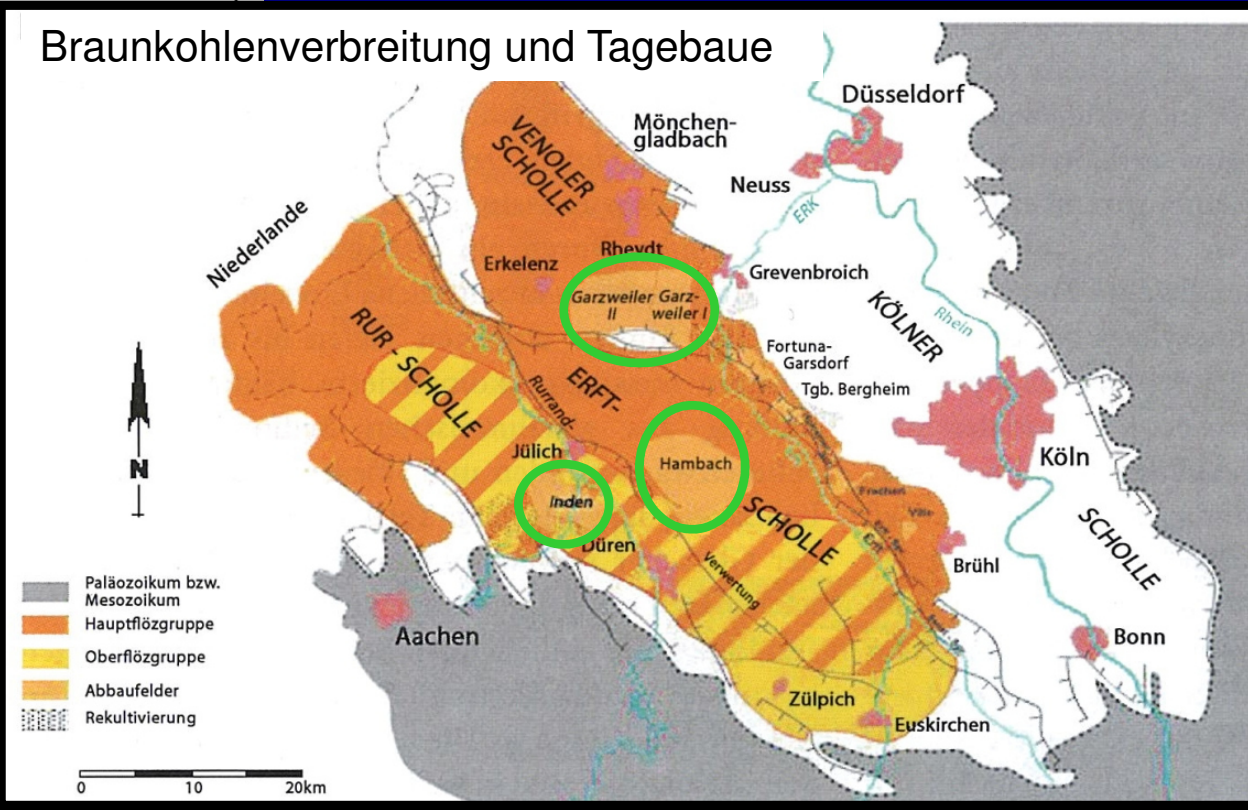 Braunkohlenverbreitung und Tagebaue
Düsseldorf
Mönchen-
gladbach
VENOLER
SCHOLLE
Neuss
ERK
Niederlande
Rheydt
Erkelenz
Grevenbroich
Garzweiler
II
Garz-
weiler I
KÖLNER
Rhein
RUR - SCHOLLE
Fortuna-
Garsdorf
ERFT-
Tgb. Bergheim
Rurrand-
Jülich
Hambach
Köln
N
Inden
Frechen
Ville
SCHOLLE
SCHOLLE
Düren
Erft
Verwertung
Brühl
Paläozoikum bzw.
Mesozoikum
Hauptflözgruppe
Aachen
Bonn
Oberflözgruppe
Abbaufelder
Zülpich
Rekultivierung
Euskirchen
0 10 20km